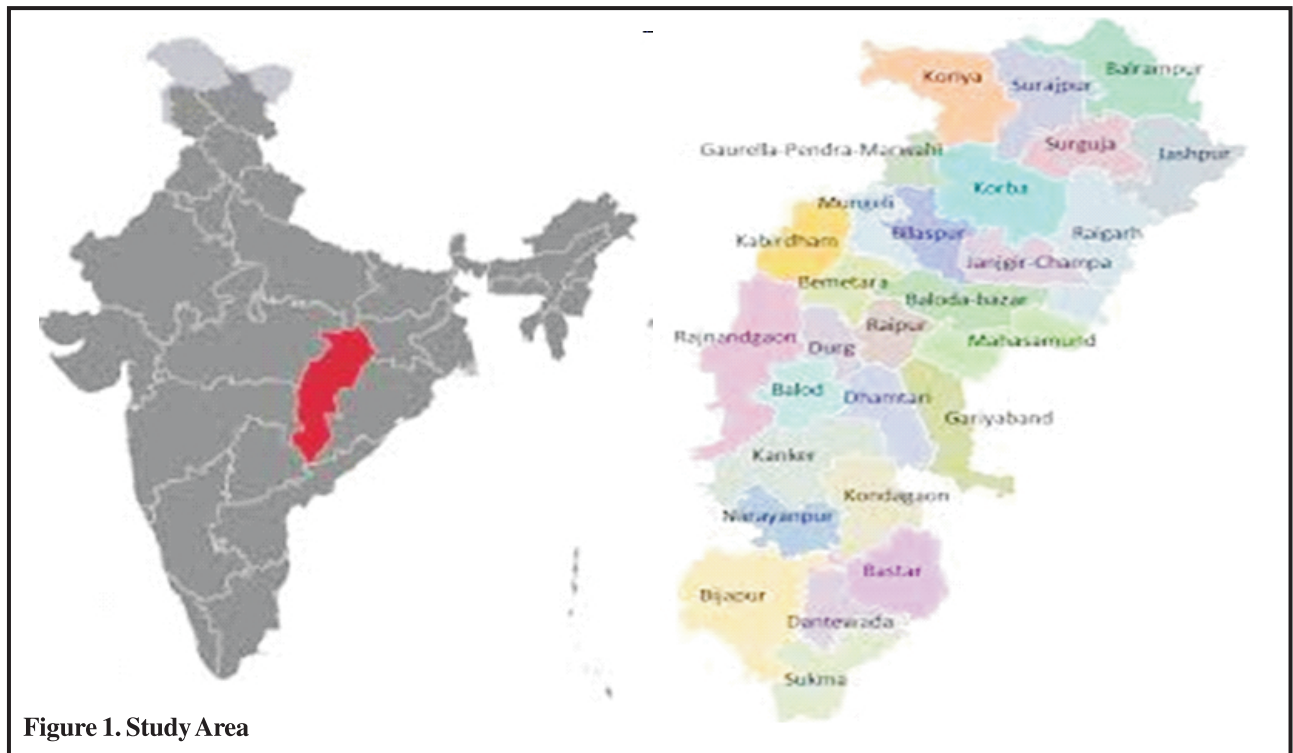 Koriya
Surajpur
Balrampur
Gaurella-Pendra-Marwahi
Surguja
Jashpur
Korba
Mungeli
Bilaspur
Raigarh
Kabirdham
Janjgir-Champa
Bemetara
Baloda-bazar
Rajnandgaon
Durg
Raipur
Mahasamund
Balod
Dhamtari
Gariyaband
Kanker
Kondagaon
Narayanpur
Bastar
Bijapur
Dantewada
Sukma
Figure 1. Study Area